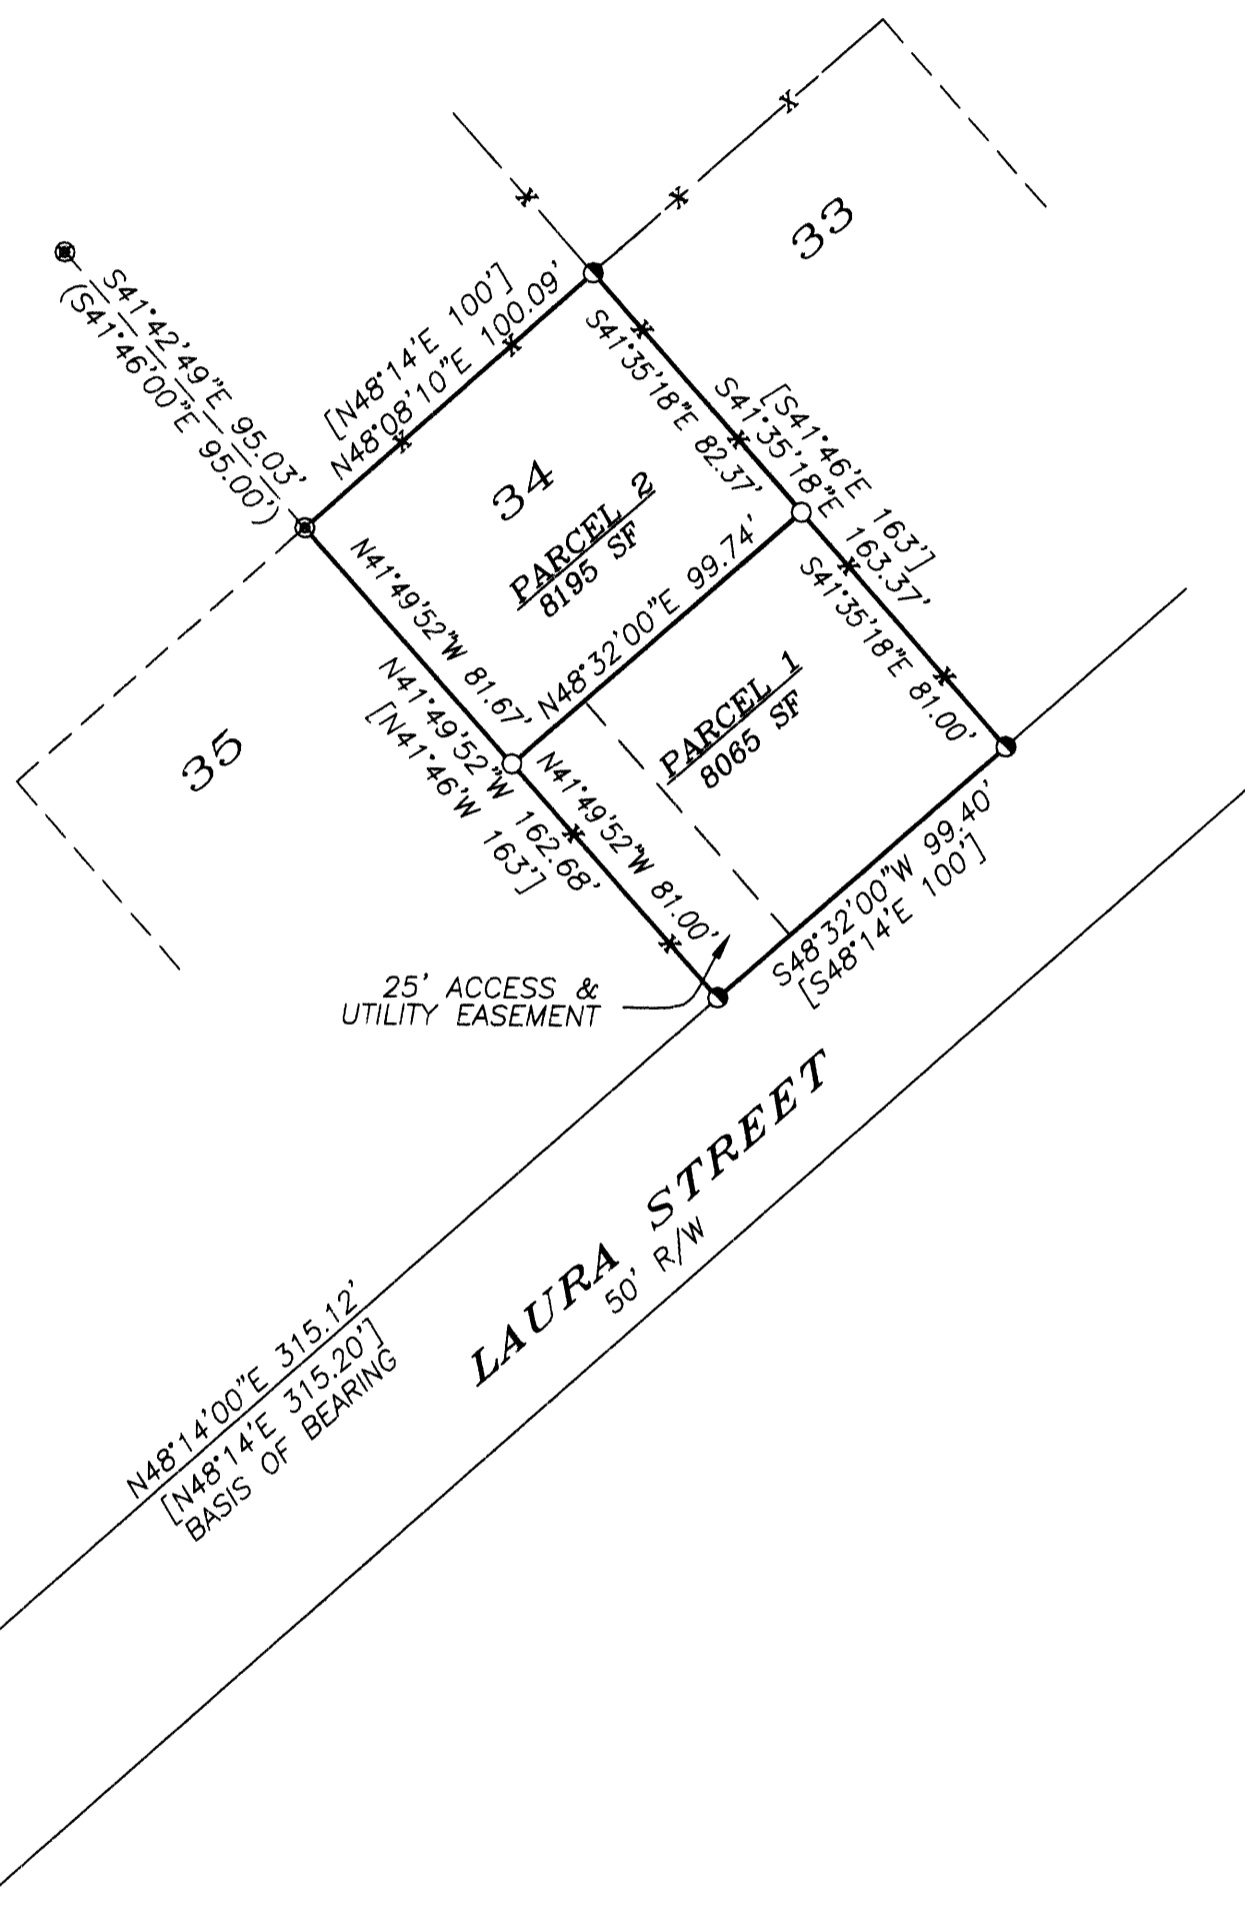 33
S41°42'49"E 95.03'
(S41°46'00"E 95.00')
[N48°14'E 100']
N48°08'10"E 100.09'
S41°35'18"E 82.37'
[S41°46'E 163']
S41°35'18"E 163.37'
34
PARCEL 2
8195 SF
N41°49'52"W 81.67'
N48°32'00"E 99.74'
S41°35'18"E 81.00'
PARCEL 1
8065 SF
35
N41°49'52"W 162.68'
[N41°46'W 163']
N41°49'52"W 81.00'
S48°32'00"W 99.40'
[S48°14'E 100']
25' ACCESS &
UTILITY EASEMENT
LAURA STREET
50' R/W
N48°14'00"E 315.12'
[N48°14'E 315.20']
BASIS OF BEARING